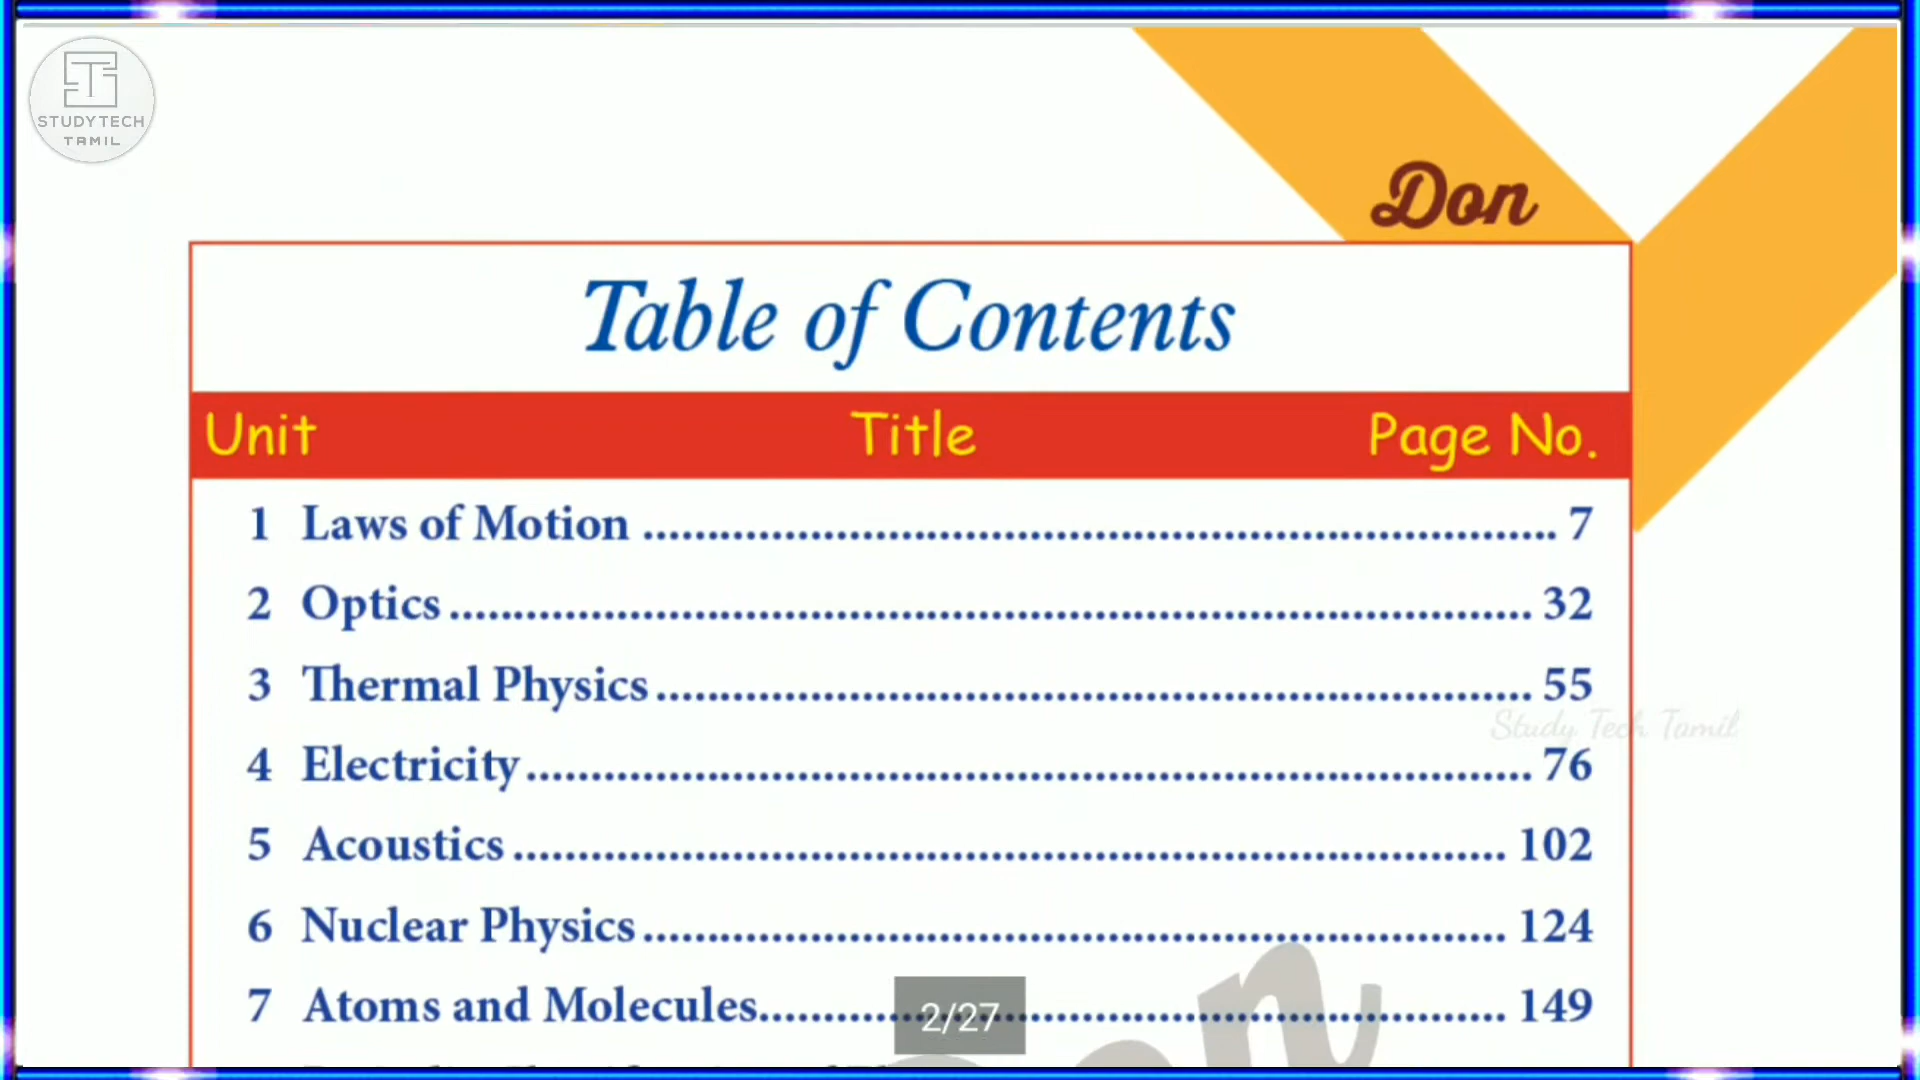 STUDYTECH
TAMIL
Don
Table of Contents
Unit Title Page No.
1 Laws of Motion ........................................................................ 7
2 Optics ..................................................................................... 32
3 Thermal Physics ..................................................................... 55
4 Electricity ............................................................................... 76
Study Tech Tamil
5 Acoustics .............................................................................. 102
6 Nuclear Physics .................................................................... 124
7 Atoms and Molecules ........................................................... 149
2/27